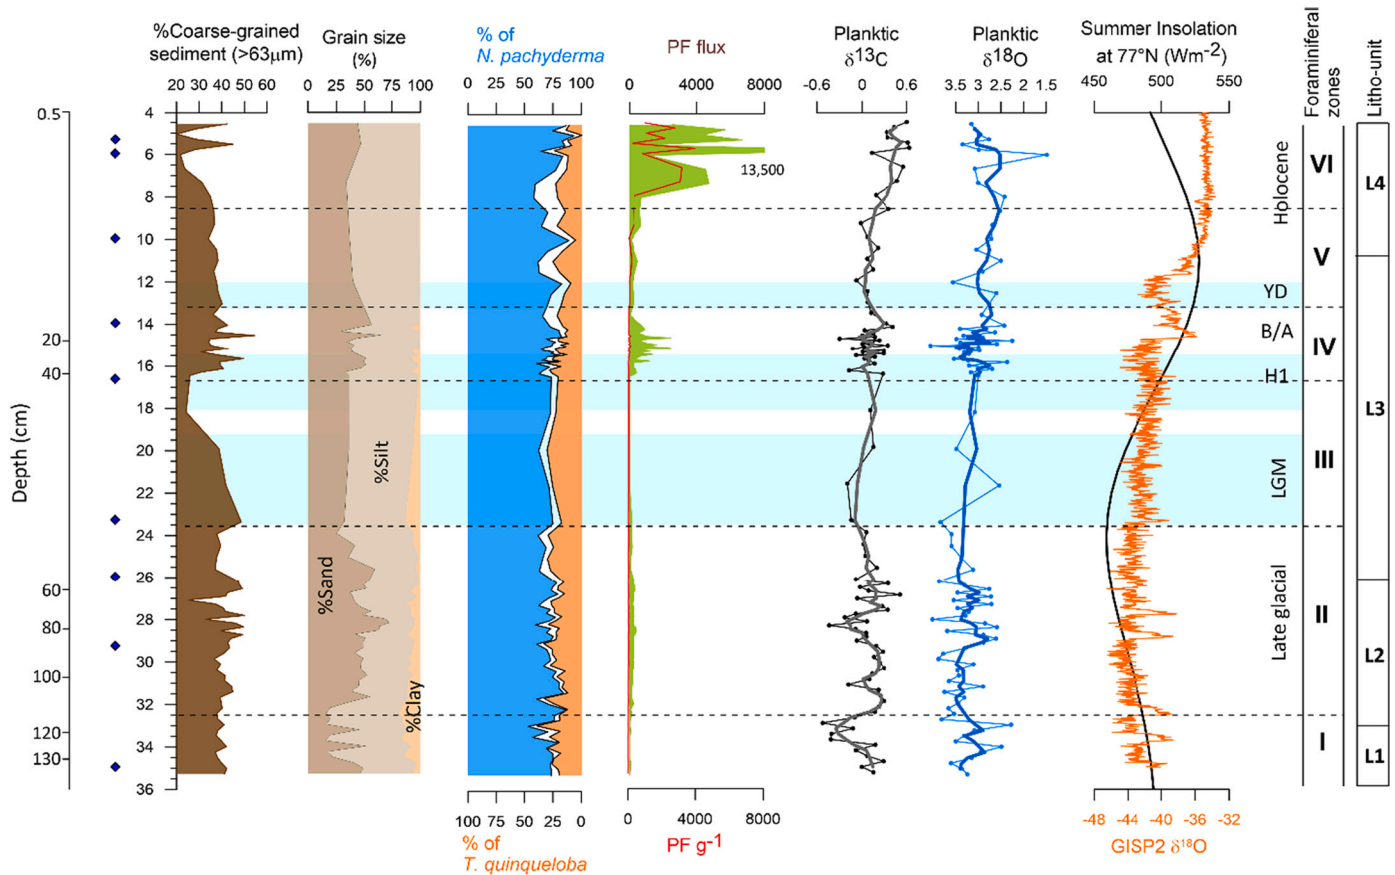 %Coarse-grained
sediment (>63µm)
Grain size
(%)
% of
N. pachyderma
PF flux
Planktic
δ13C
Planktic
δ18O
Summer Insolation
at 77°N (Wm-2)
Foraminiferal
zones
Litho-unit
20 30 40 50 60
0 25 50 75 100
0 25 50 75 100
0 4000 8000
-0.6 0 0.6
3.5 3 2.5 2 1.5
450 500 550
0.5
20
40
60
80
100
120
130
Depth (cm)
4
6
8
10
12
14
16
18
20
22
24
26
28
30
32
34
36
%Sand
%Silt
%Clay
13,500
Holocene
YD
B/A
H1
LGM
Late glacial
VI
V
IV
III
II
I
L4
L3
L2
L1
100 75 50 25 0
% of
T. quinqueloba
0 4000 8000
PF g-1
-48 -44 -40 -36 -32
GISP2 δ18O